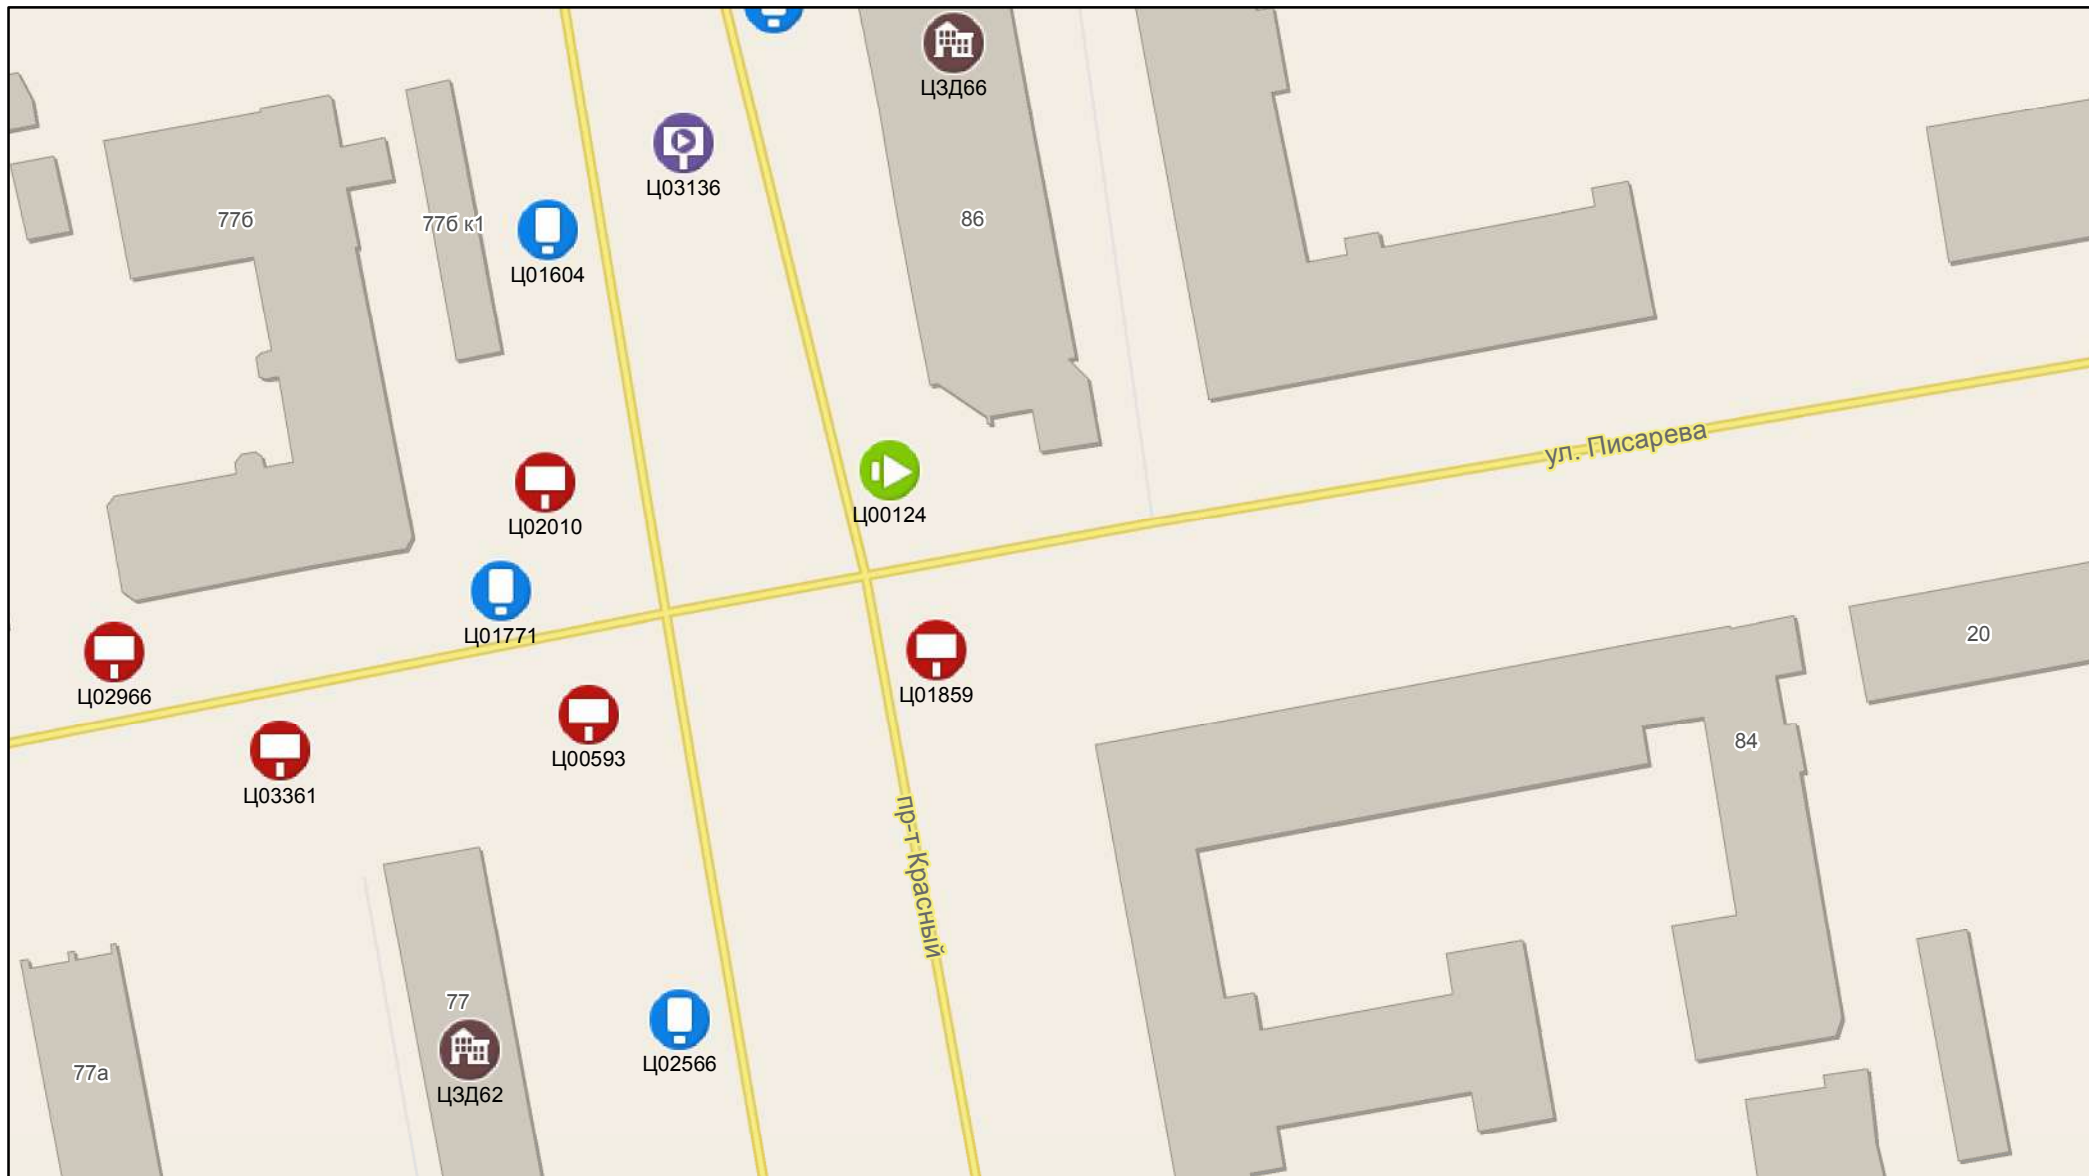 ЦЗД66
Ц03136
77б
77б к1
86
Ц01604
ул. Писарева
Ц02010
Ц00124
Ц01771
20
Ц02966
Ц01859
84
Ц00593
Ц03361
пр-т Красный
77
Ц02566
77а
ЦЗД62